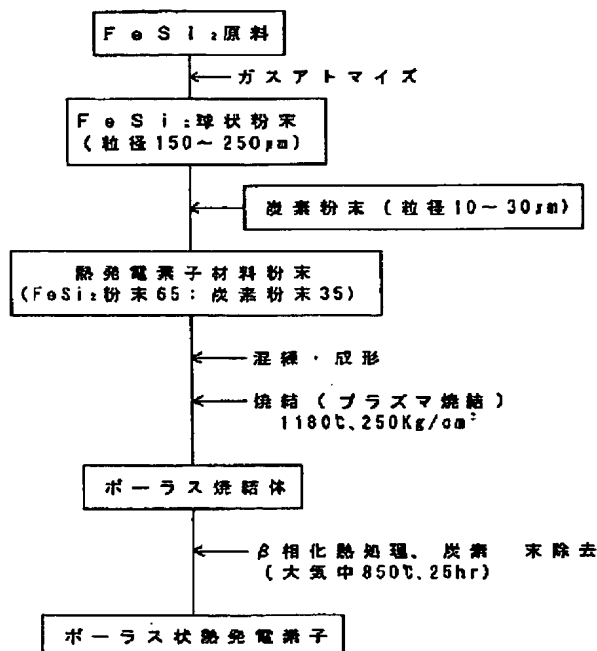 FeSi₂原料
ガスアトマイズ
FeSi₂球状粉末
(粒径150～250μm)
炭素粉末(粒径10～30μm)
熱発電素子材料粉末
(FeSi₂粉末65：炭素粉末35)
混練・成形
焼結(プラズマ焼結)
1180℃、250Kg/cm²
ポーラス焼結体
β相化熱処理、炭素 末除去
(大気中850℃、25hr)
ポーラス状熱発電素子